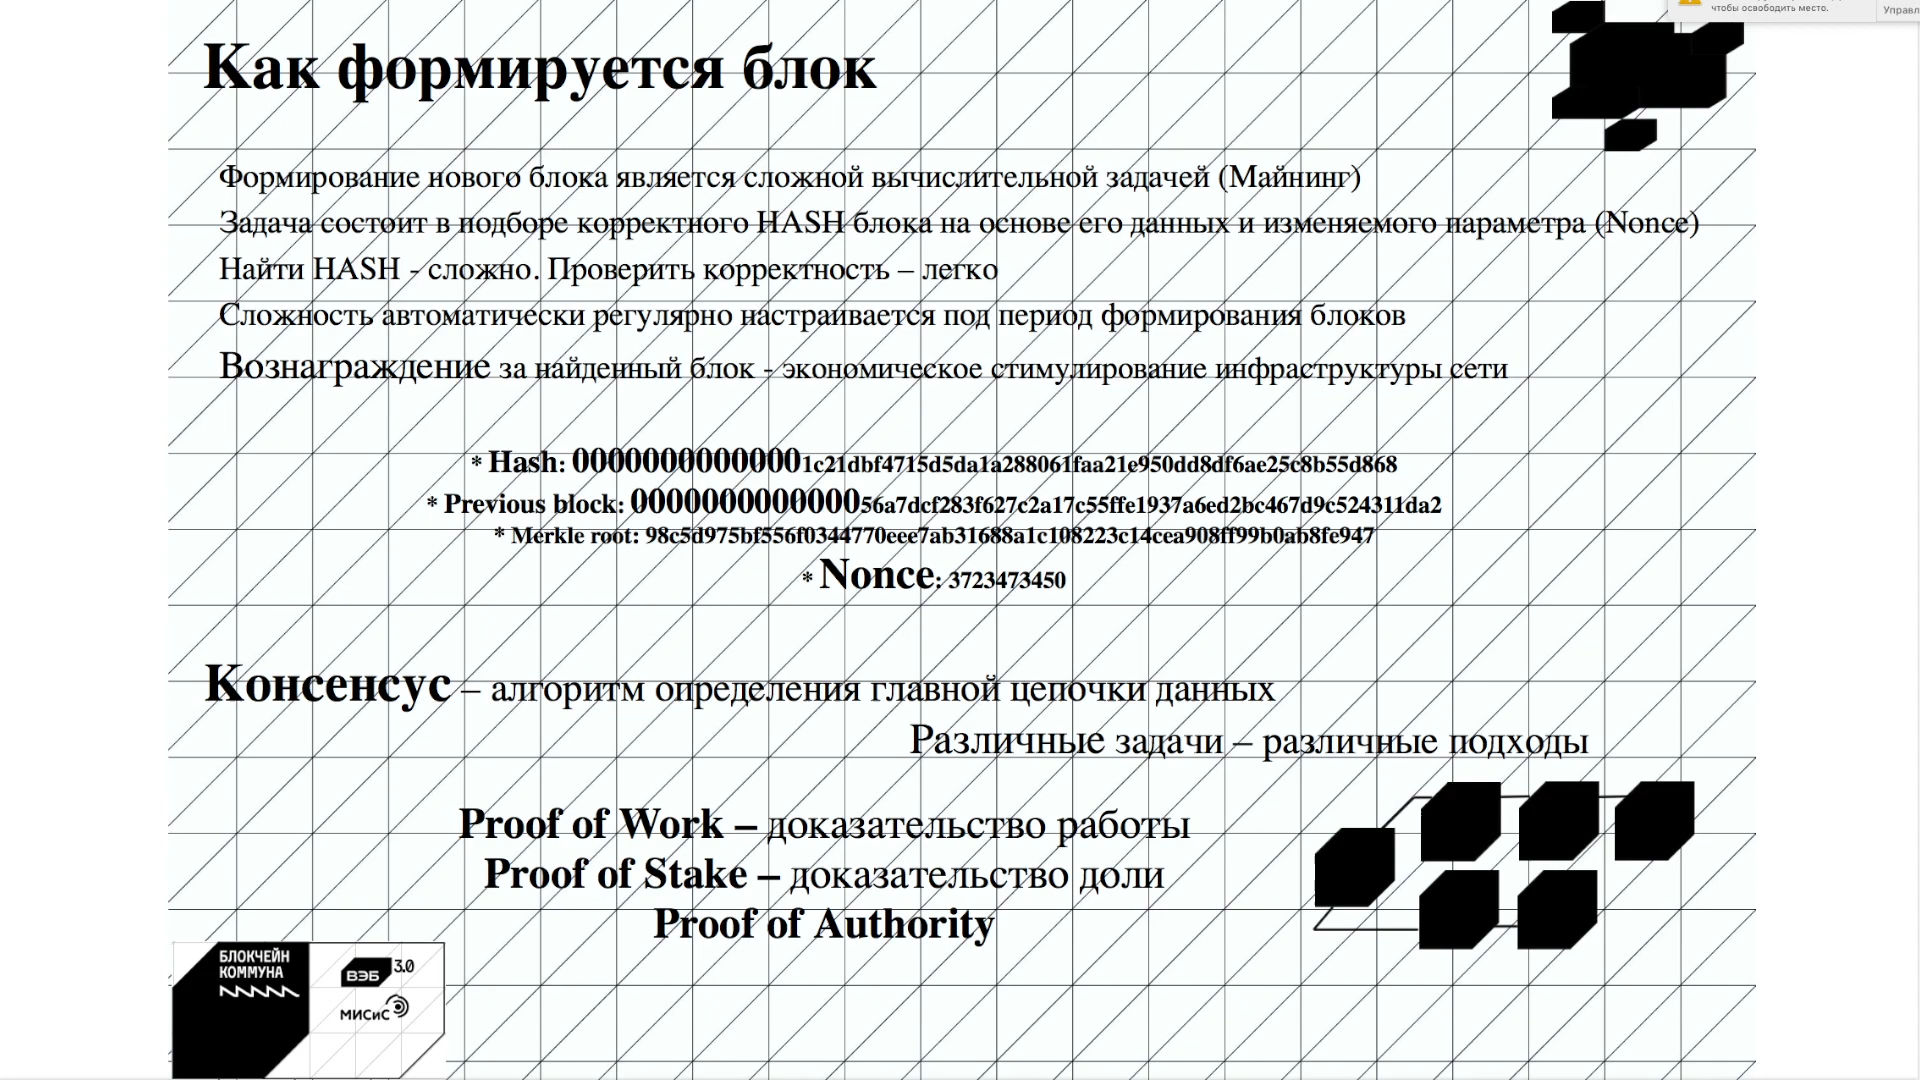 чтобы освободить место.
Как формируется блок
Формирование нового блока является сложной вычислительной задачей (Майнинг)
Задача состоит в подборе корректного HASH блока на основе его данных и изменяемого параметра (Nonce)
Найти HASH - сложно. Проверить корректность – легко
Сложность автоматически регулярно настраивается под период формирования блоков
Вознаграждение за найденный блок - экономическое стимулирование инфраструктуры сети
* Hash: 00000000000001c21dbf4715d5da1a288061faa21e950dd8df6ae25c8b55d868
* Previous block: 000000000000056a7dcf283f627c2a17c55ffe1937a6ed2bc467d9c524311da2
* Merkle root: 98c5d975bf556f0344770eee7ab31688a1c108223c14cea908ff99b0ab8fe947
* Nonce: 3723473450
Консенсус – алгоритм определения главной цепочки данных
Различные задачи – различные подходы
Proof of Work – доказательство работы
Proof of Stake – доказательство доли
Proof of Authority
БЛОКЧЕЙН
КОММУНА
ВЭБ 3.0
МИСиС